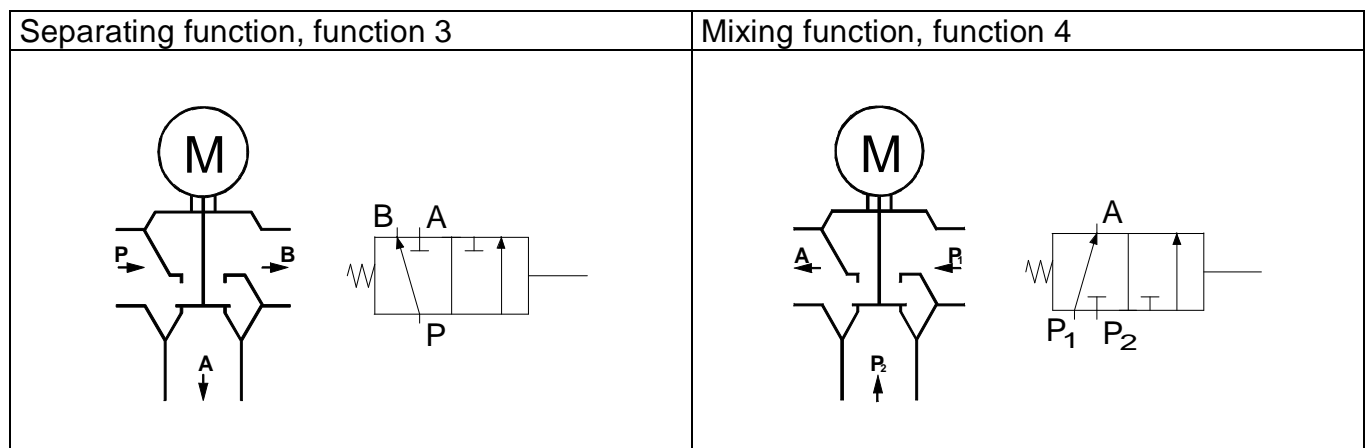 Separating function, function 3
M
B A
P B
P
A
Mixing function, function 4
M
A
A P₁
P₁ P₂
P₂